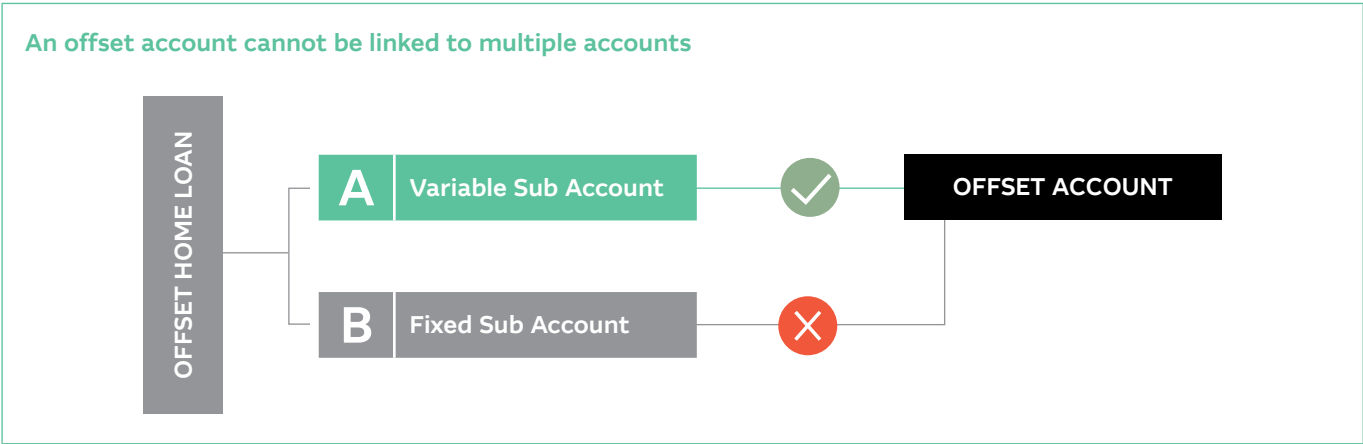 An offset account cannot be linked to multiple accounts
OFFSET HOME LOAN
A
Variable Sub Account
OFFSET ACCOUNT
B
Fixed Sub Account